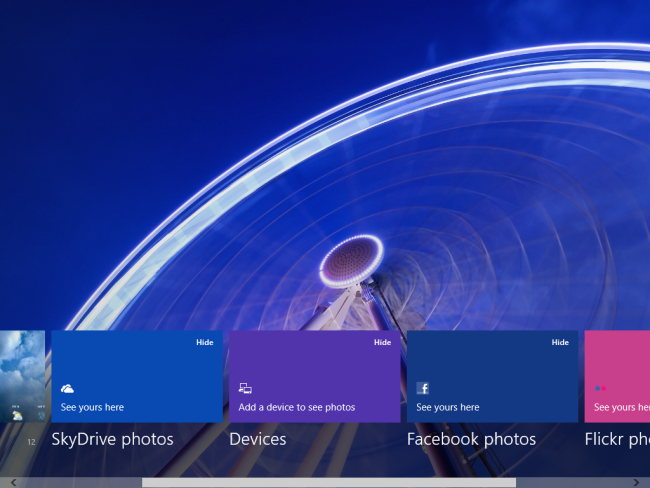 Hide
See yours here
SkyDrive photos
Hide
Add a device to see photos
Devices
Hide
See yours here
Facebook photos
See yours he
Flickr pho
12